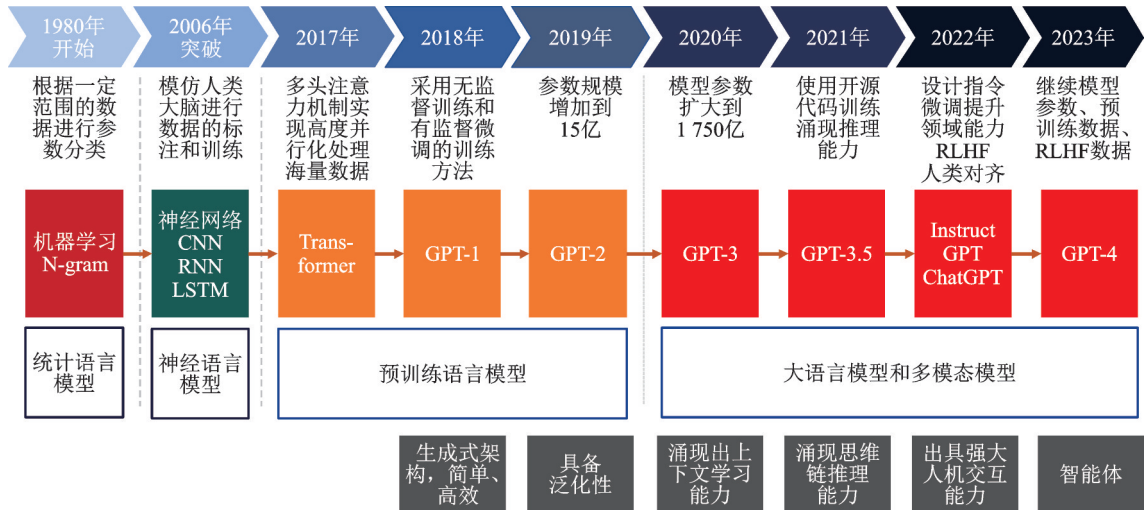 1980年
开始
2006年
突破
2017年
2018年
2019年
2020年
2021年
2022年
2023年
根据一定
范围的数
据进行参
数分类
模仿人类
大脑进行
数据的标
注和训练
多头注意
力机制实
现高度并
行化处理
海量数据
采用无监
督训练和
有监督微
调的训练
方法
参数规模
增加到
15亿
模型参数
扩大到
1 750亿
使用开源
代码训练
涌现推理
能力
设计指令
微调提升
领域能力
RLHF
人类对齐
继续模型
参数、预
训练数据、
RLHF数据
机器学习
N-gram
神经网络
CNN
RNN
LSTM
Trans-
former
GPT-1
GPT-2
GPT-3
GPT-3.5
Instruct
GPT
ChatGPT
GPT-4
统计语言
模型
神经语言
模型
预训练语言模型
大语言模型和多模态模型
生成式架
构，简单、
高效
具备
泛化性
涌现出上
下文学习
能力
涌现思维
链推理
能力
出具强大
人机交互
能力
智能体